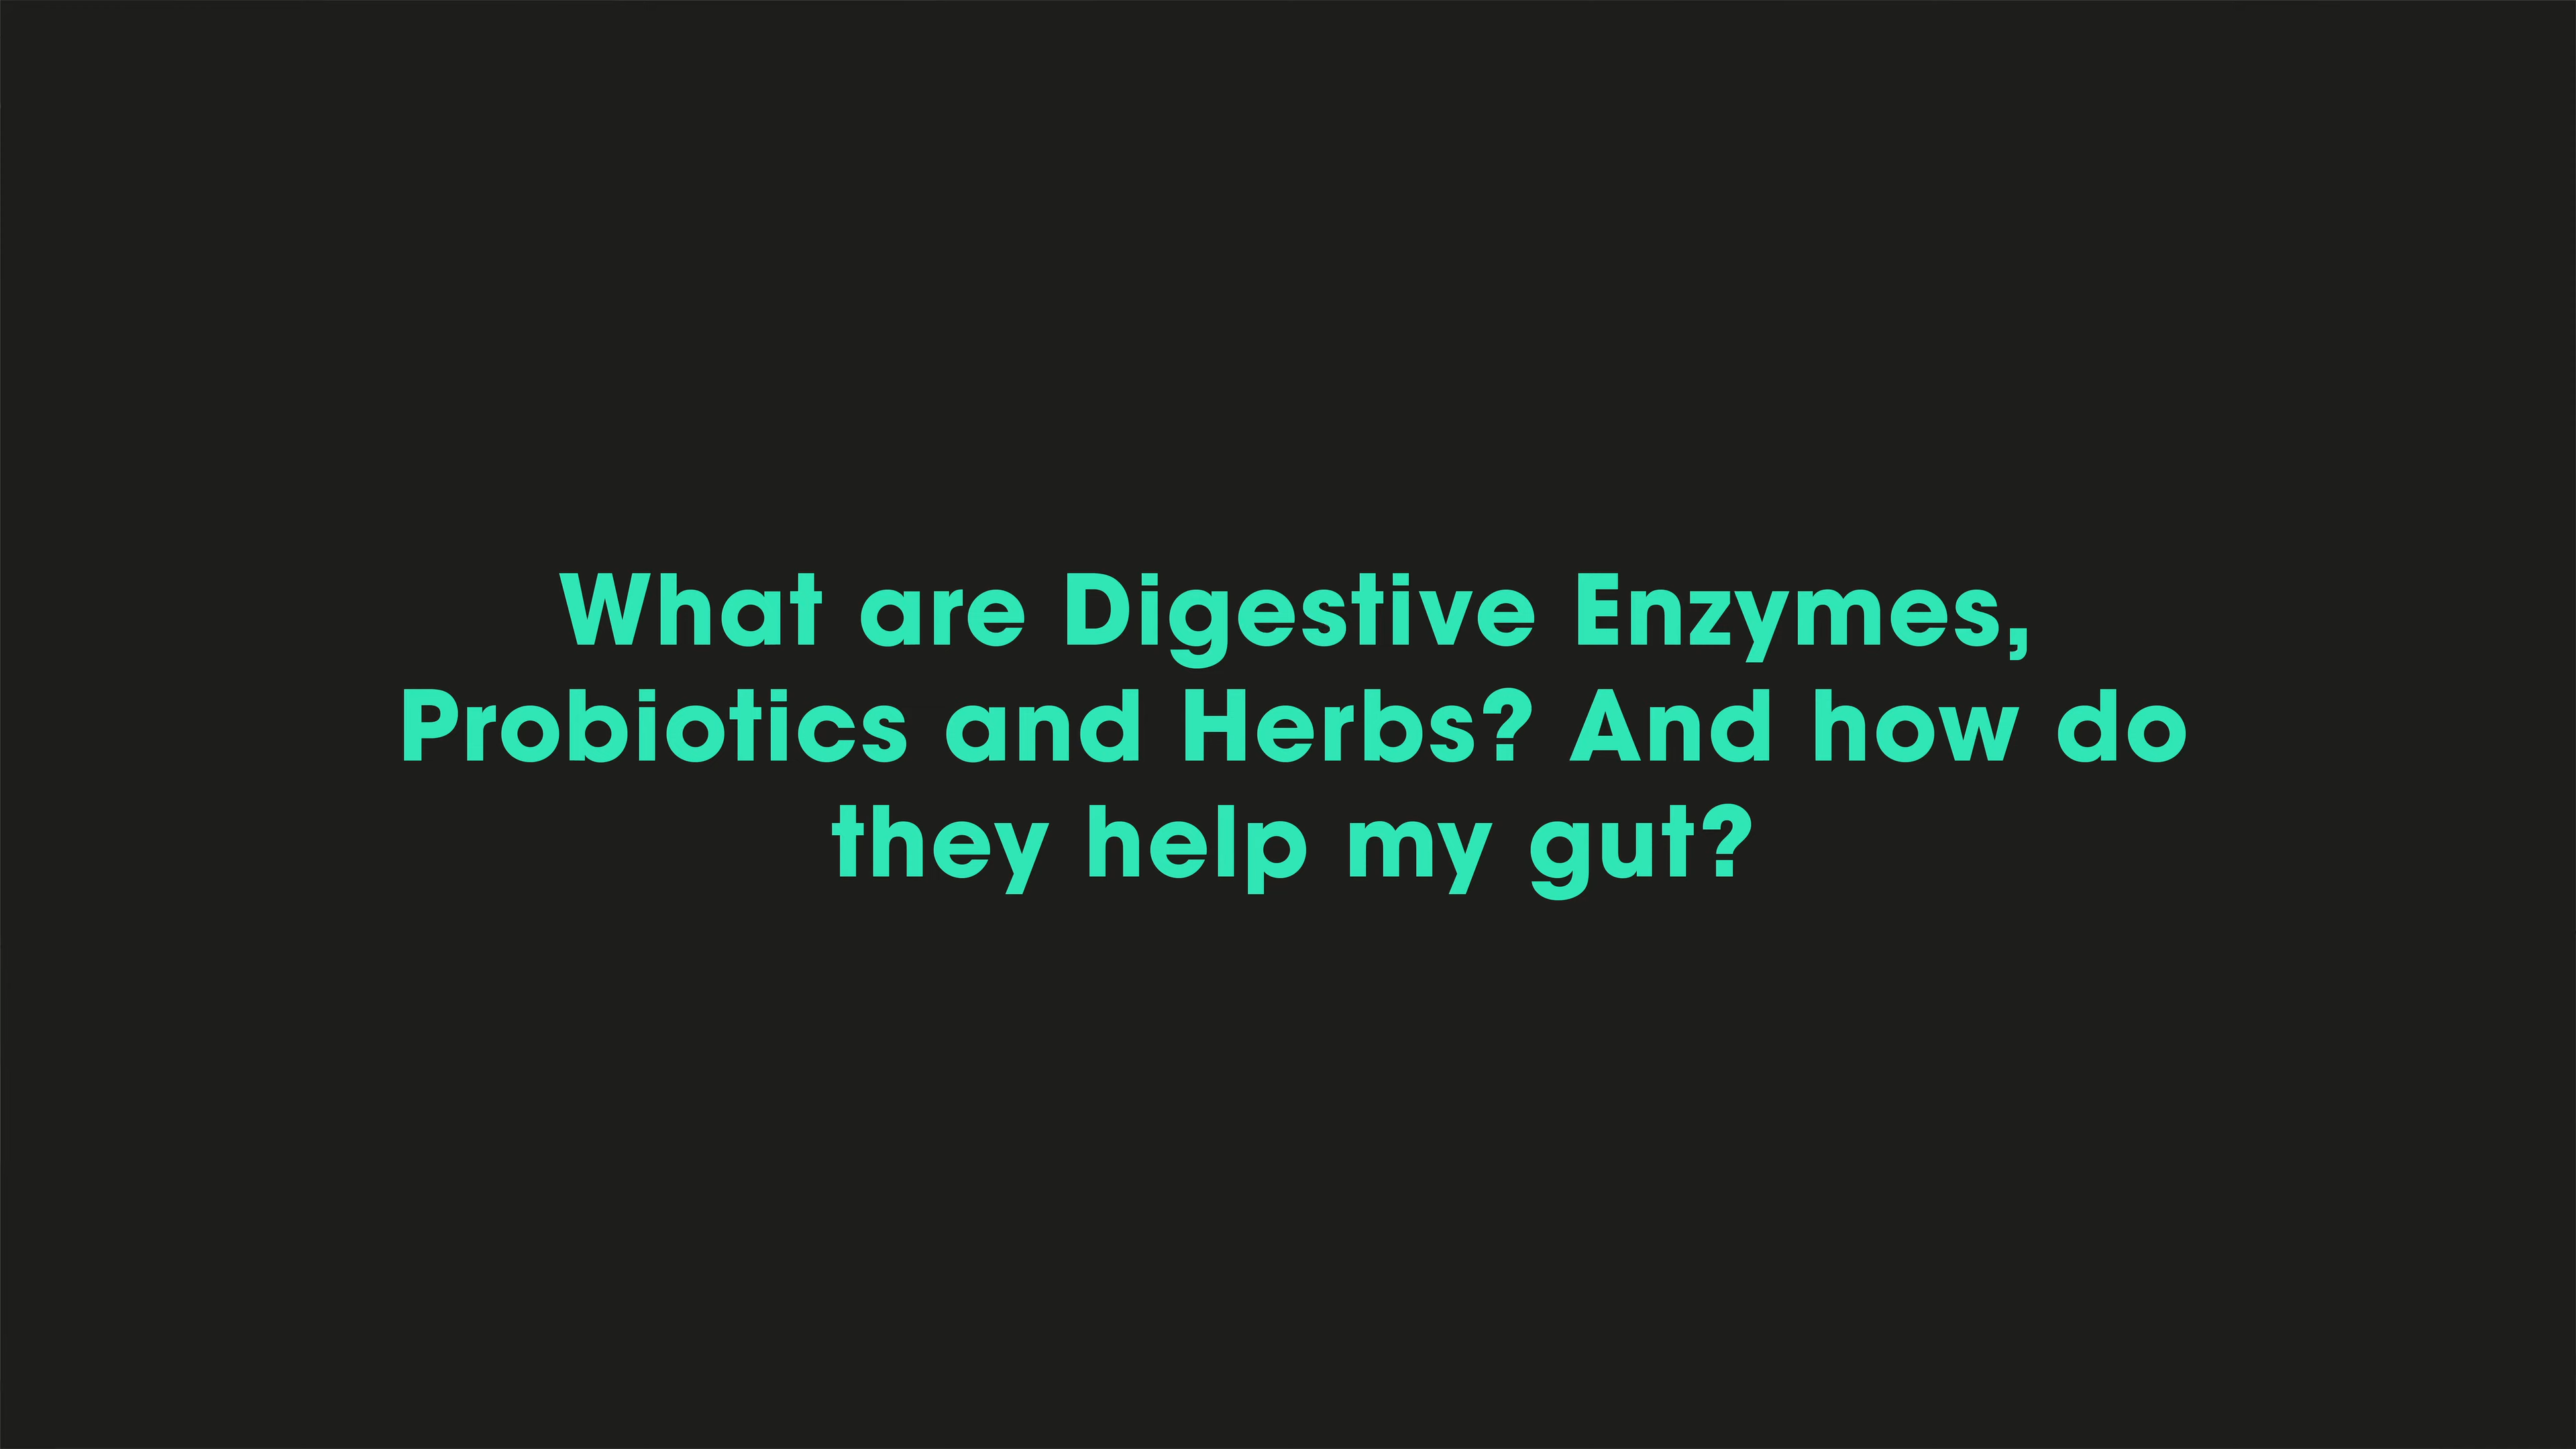 What are Digestive Enzymes,
Probiotics and Herbs? And how do
they help my gut?